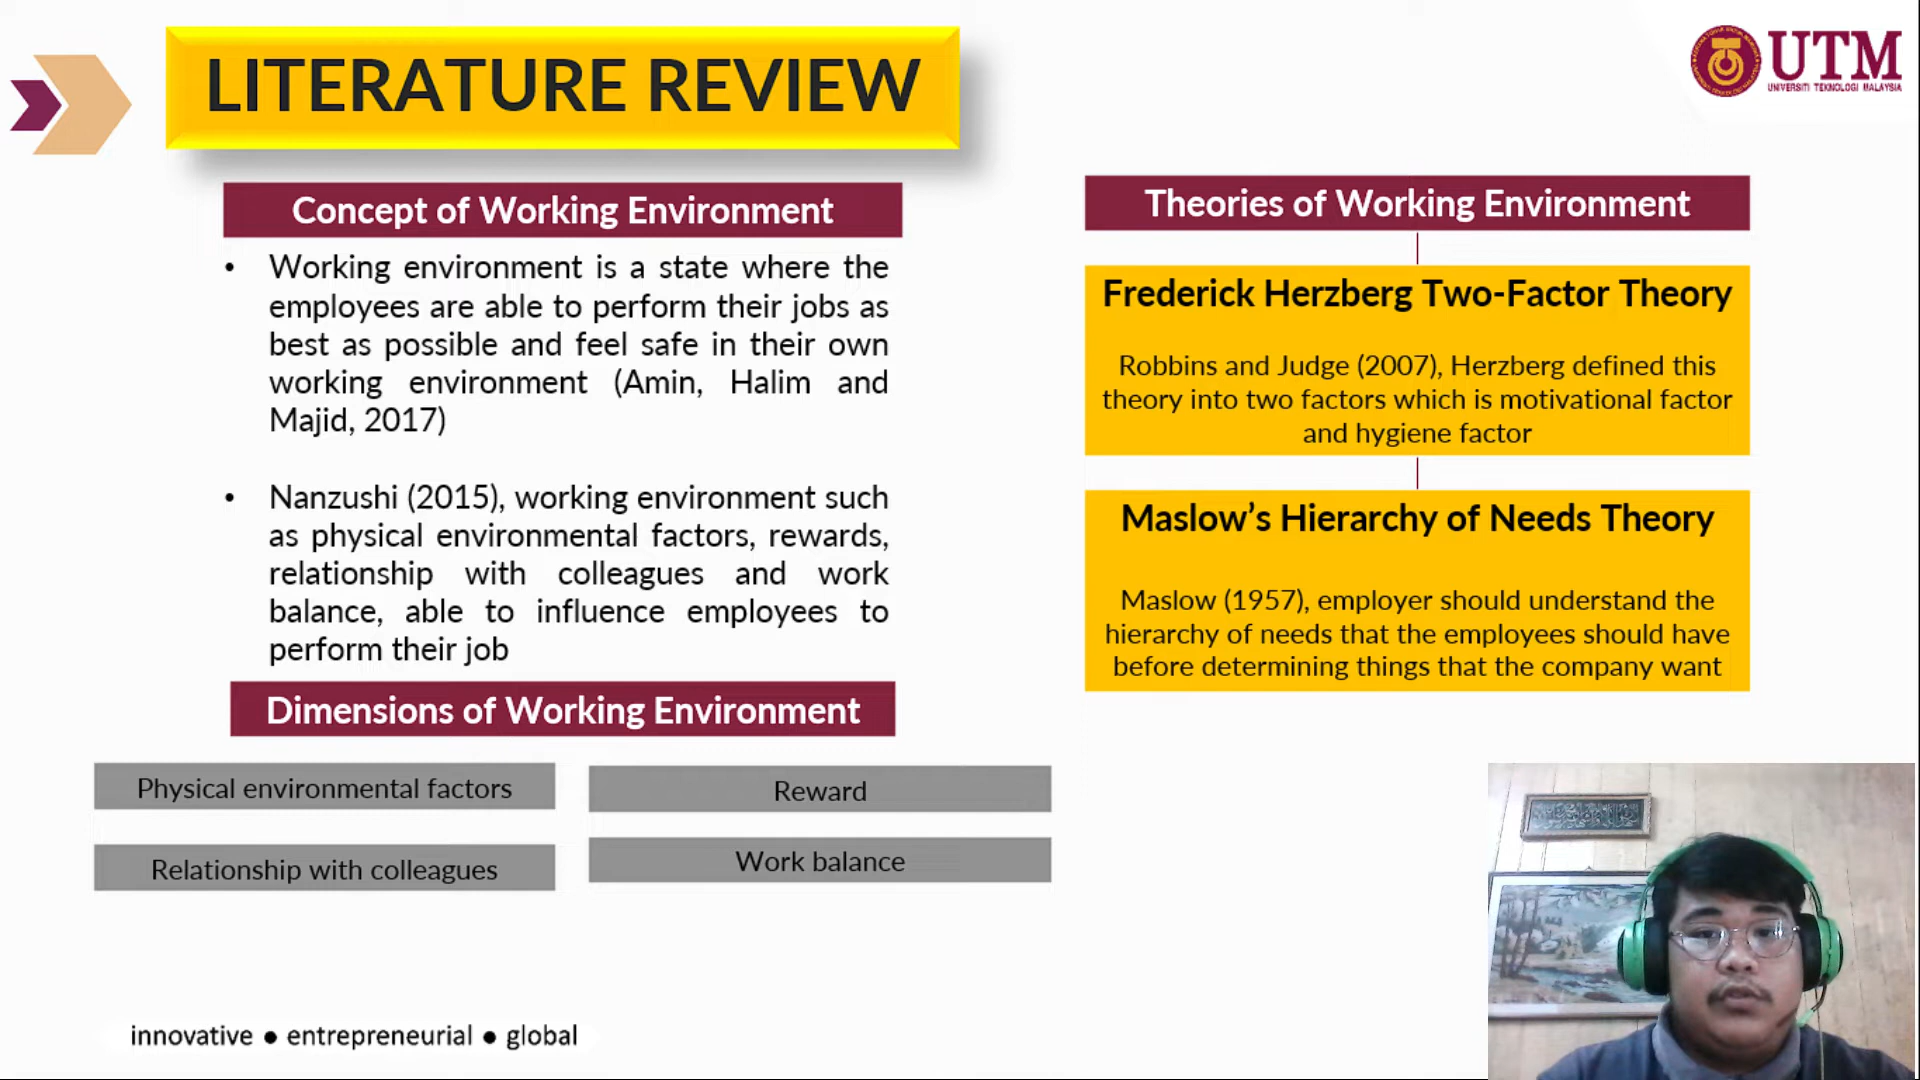 LITERATURE REVIEW
UTM
UNIVERSITI TEKNOLOGI MALAYSIA
Concept of Working Environment
• Working environment is a state where the
employees are able to perform their jobs as
best as possible and feel safe in their own
working environment (Amin, Halim and
Majid, 2017)
• Nanzushi (2015), working environment such
as physical environmental factors, rewards,
relationship with colleagues and work
balance, able to influence employees to
perform their job
Dimensions of Working Environment
Physical environmental factors
Reward
Relationship with colleagues
Work balance
Theories of Working Environment
Frederick Herzberg Two-Factor Theory
Robbins and Judge (2007), Herzberg defined this
theory into two factors which is motivational factor
and hygiene factor
Maslow’s Hierarchy of Needs Theory
Maslow (1957), employer should understand the
hierarchy of needs that the employees should have
before determining things that the company want
innovative ● entrepreneurial ● global